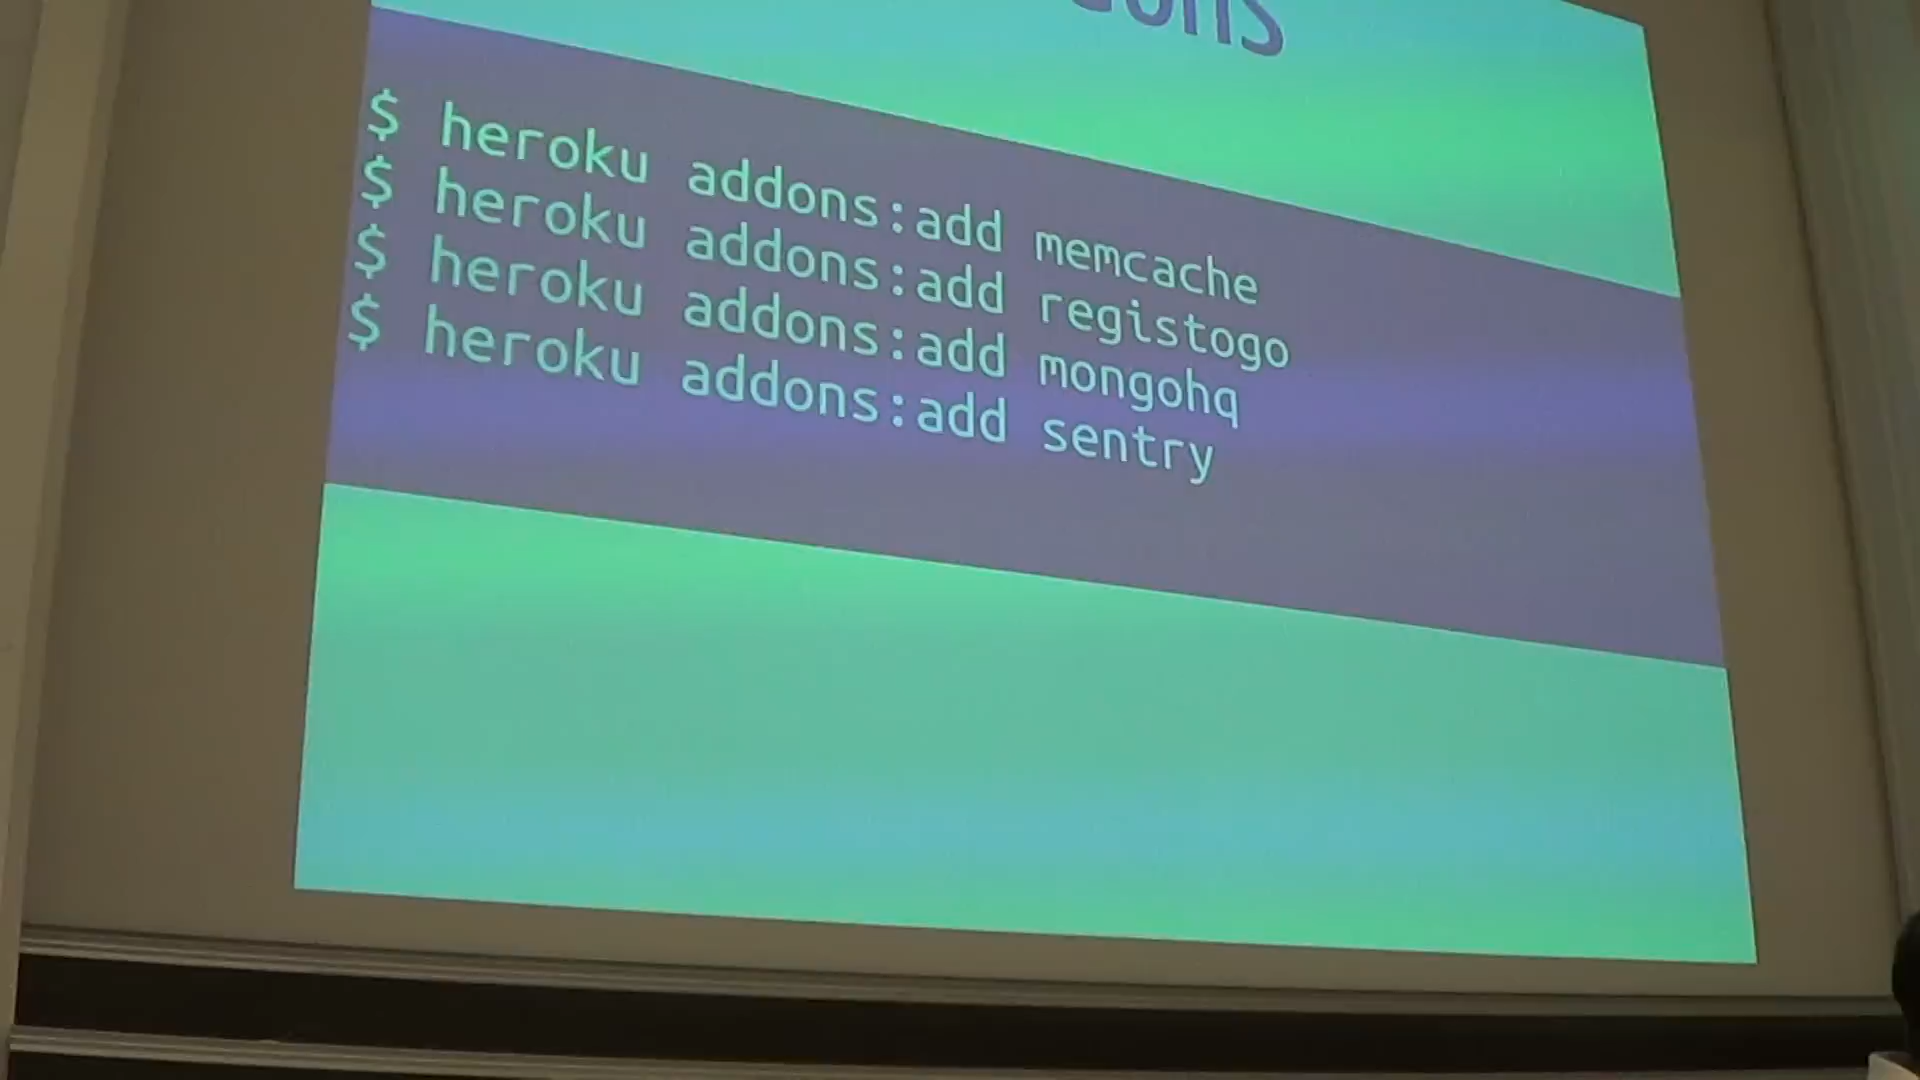 $ heroku addons:add memcache
$ heroku addons:add registogo
$ heroku addons:add mongohq
$ heroku addons:add sentry